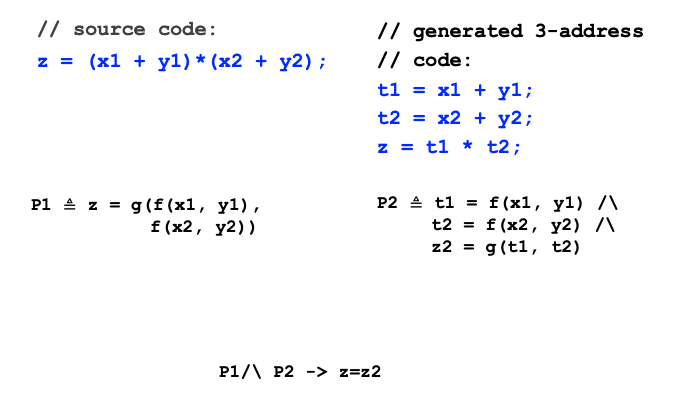 // source code:
z = (x1 + y1)*(x2 + y2);
// generated 3-address
// code:
t1 = x1 + y1;
t2 = x2 + y2;
z = t1 * t2;
P1 ≜ z = g(f(x1, y1),
f(x2, y2))
P2 ≜ t1 = f(x1, y1) /\
t2 = f(x2, y2) /\
z2 = g(t1, t2)
P1/\ P2 -> z=z2